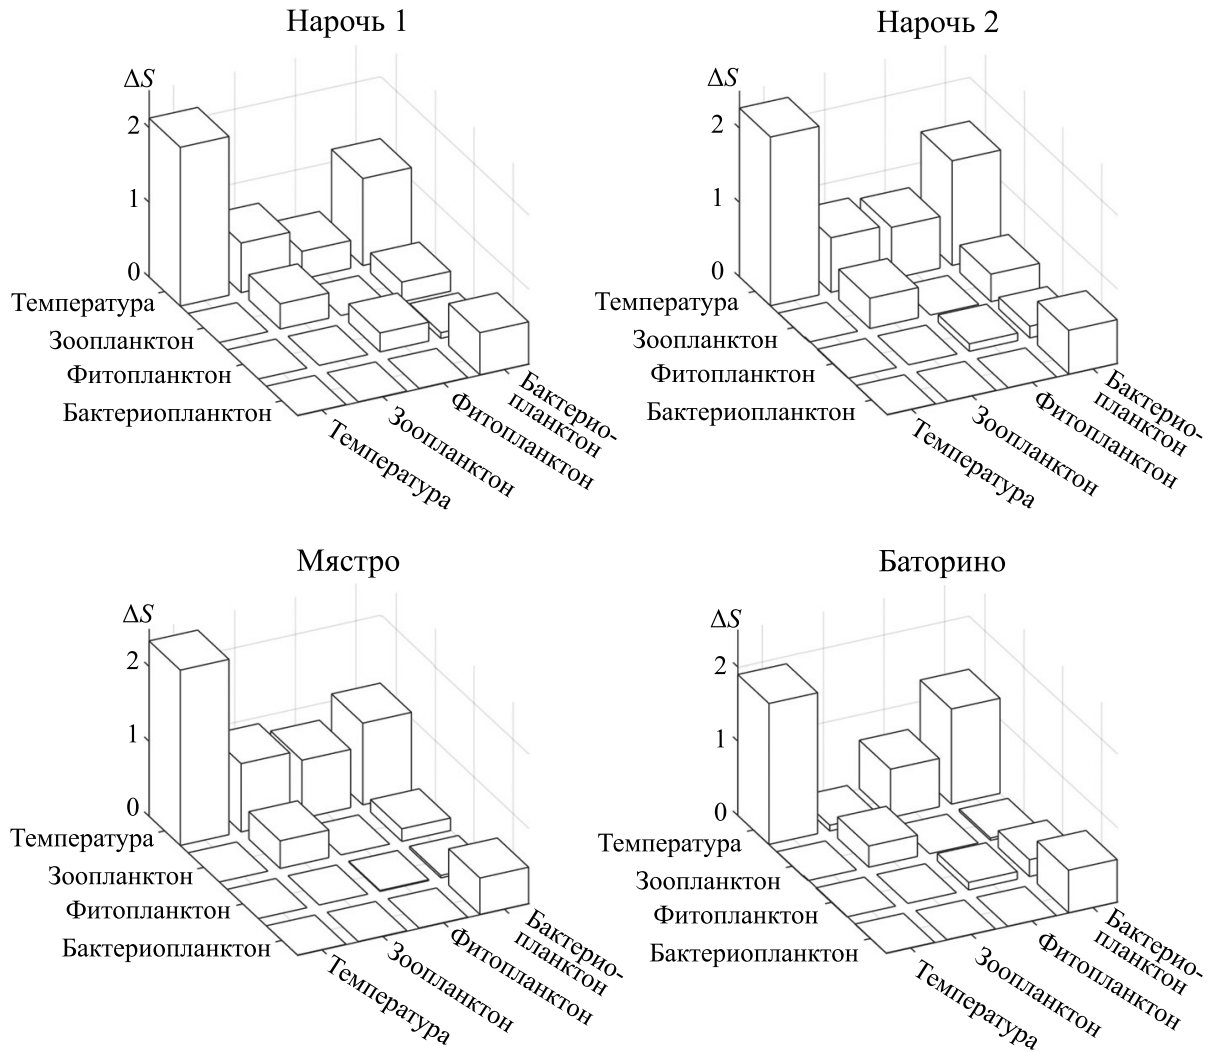 Нарочь 1
ΔS
2
1
0
Температура
Зоопланктон
Фитопланктон
Бактериопланктон
Температура
Зоопланктон
Фитопланктон
Бактерио-
планктон
Нарочь 2
ΔS
2
1
0
Температура
Зоопланктон
Фитопланктон
Бактериопланктон
Температура
Зоопланктон
Фитопланктон
Бактерио-
планктон
Мястро
ΔS
2
1
0
Температура
Зоопланктон
Фитопланктон
Бактериопланктон
Температура
Зоопланктон
Фитопланктон
Бактерио-
планктон
Баторино
ΔS
2
1
0
Температура
Зоопланктон
Фитопланктон
Бактериопланктон
Температура
Зоопланктон
Фитопланктон
Бактерио-
планктон